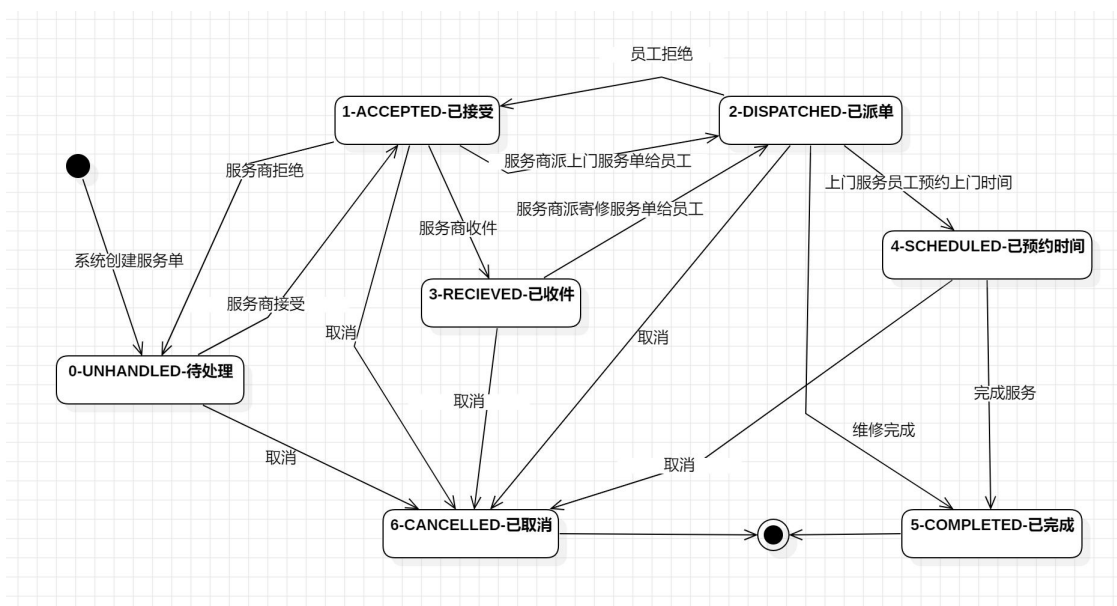 员工拒绝
1-ACCEPTED-已接受
2-DISPATCHED-已派单
服务商拒绝
服务商派上门服务单给员工
上门服务员工预约上门时间
服务商派寄修服务单给员工
服务商收件
4-SCHEDULED-已预约时间
系统创建服务单
3-RECIEVED-已收件
服务商接受
取消
取消
0-UNHANDLED-待处理
完成服务
取消
维修完成
取消
取消
6-CANCELLED-已取消
5-COMPLETED-已完成